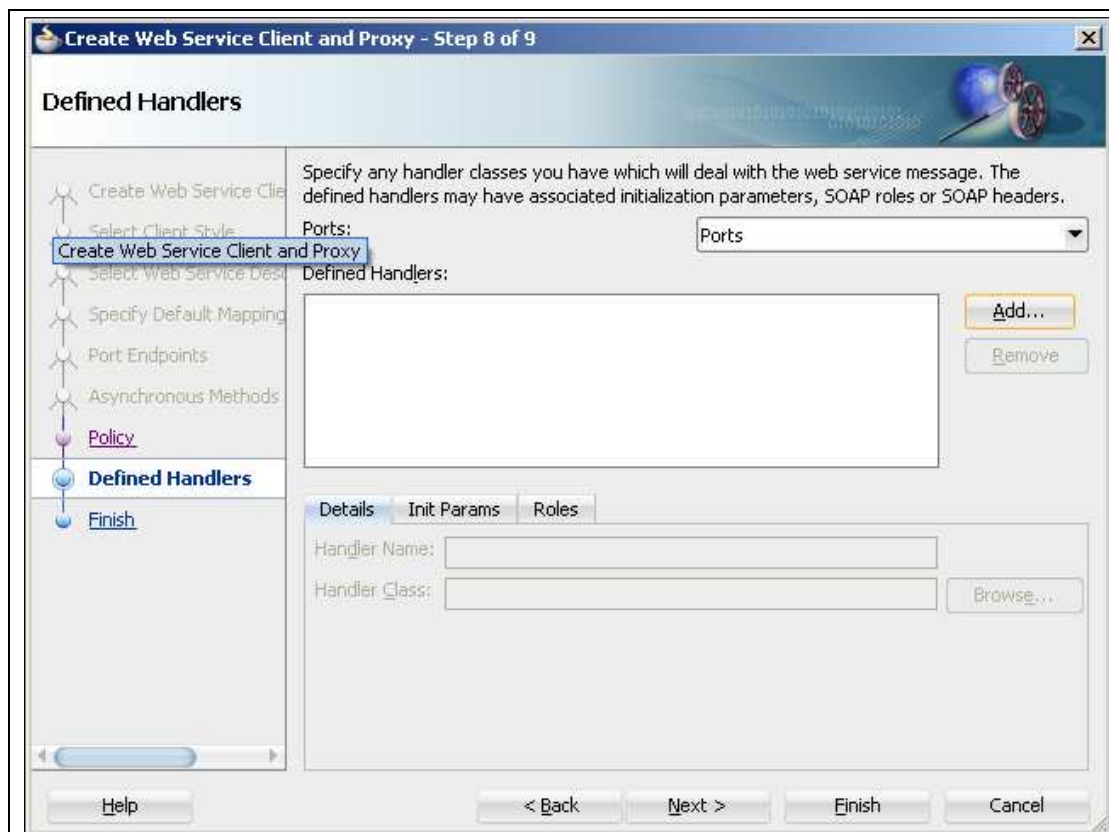 Create Web Service Client and Proxy - Step 8 of 9
Defined Handlers
Create Web Service Clie
Select Client Style
Create Web Service Client and Proxy
Select Web Service Desc
Specify Default Mapping
Port Endpoints
Asynchronous Methods
Policy
Defined Handlers
Finish
Specify any handler classes you have which will deal with the web service message. The
defined handlers may have associated initialization parameters, SOAP roles or SOAP headers.
Ports:
Ports
Defined Handlers:
Add...
Remove
Details Init Params Roles
Handler Name:
Handler Class:
Browse...
Help
< Back
Next >
Finish
Cancel